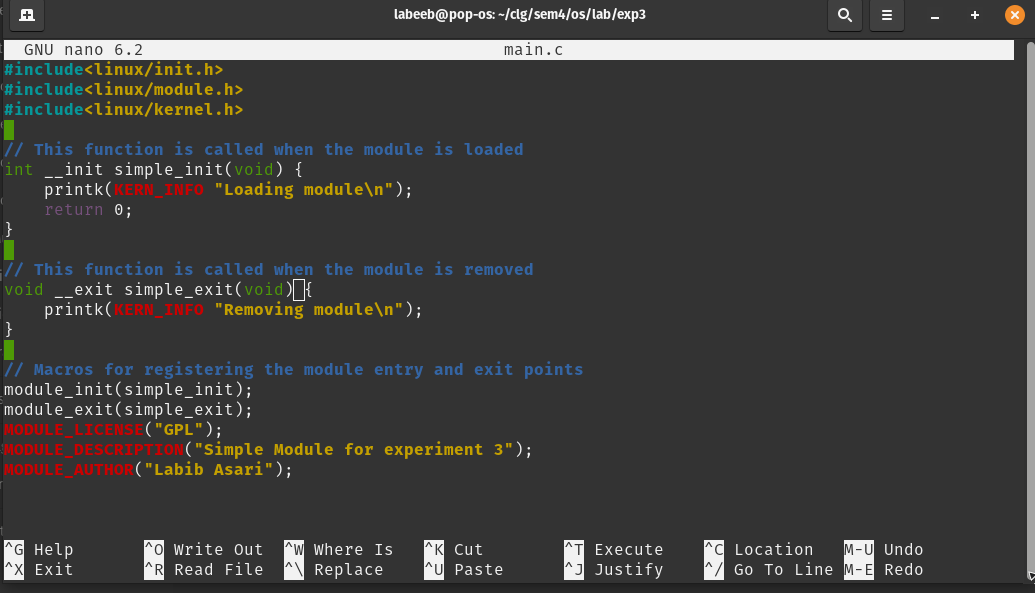 labeeb@pop-os: ~/clg/sem4/os/lab/exp3
GNU nano 6.2 main.c
#include<linux/init.h>
#include<linux/module.h>
#include<linux/kernel.h>
// This function is called when the module is loaded
int __init simple_init(void) {
    printk(KERN_INFO "Loading module\n");
    return 0;
}
// This function is called when the module is removed
void __exit simple_exit(void) {
    printk(KERN_INFO "Removing module\n");
}
// Macros for registering the module entry and exit points
module_init(simple_init);
module_exit(simple_exit);
MODULE_LICENSE("GPL");
MODULE_DESCRIPTION("Simple Module for experiment 3");
MODULE_AUTHOR("Labib Asari");
^G Help ^O Write Out ^W Where Is ^K Cut ^T Execute ^C Location M-U Undo
^X Exit ^R Read File ^\ Replace ^U Paste ^J Justify ^/ Go To Line M-E Redo